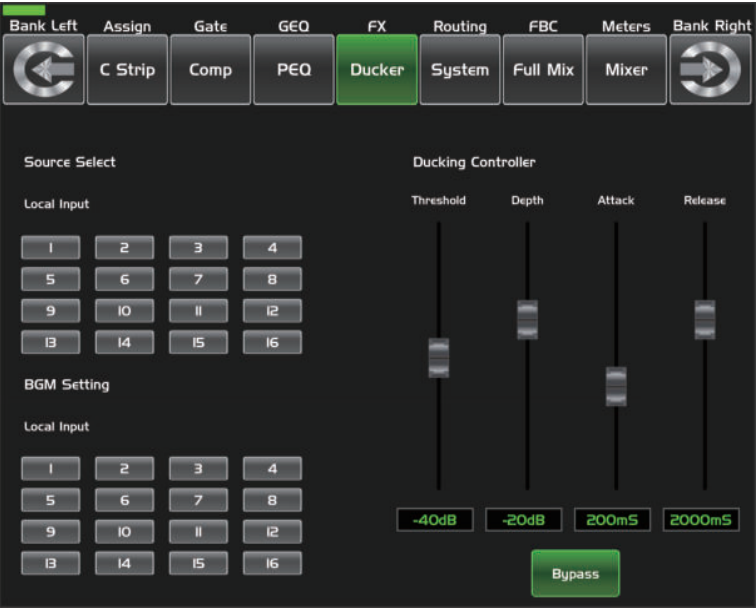 Bank Left Assign Gate GEQ FX Routing FBC Meters Bank Right
C Strip Comp PEQ Ducker System Full Mix Mixer
Source Select
Local Input
1 2 3 4
5 6 7 8
9 10 11 12
13 14 15 16
BGM Setting
Local Input
1 2 3 4
5 6 7 8
9 10 11 12
13 14 15 16
Ducking Controller
Threshold Depth Attack Release
-40dB -20dB 200mS 2000mS
Bypass